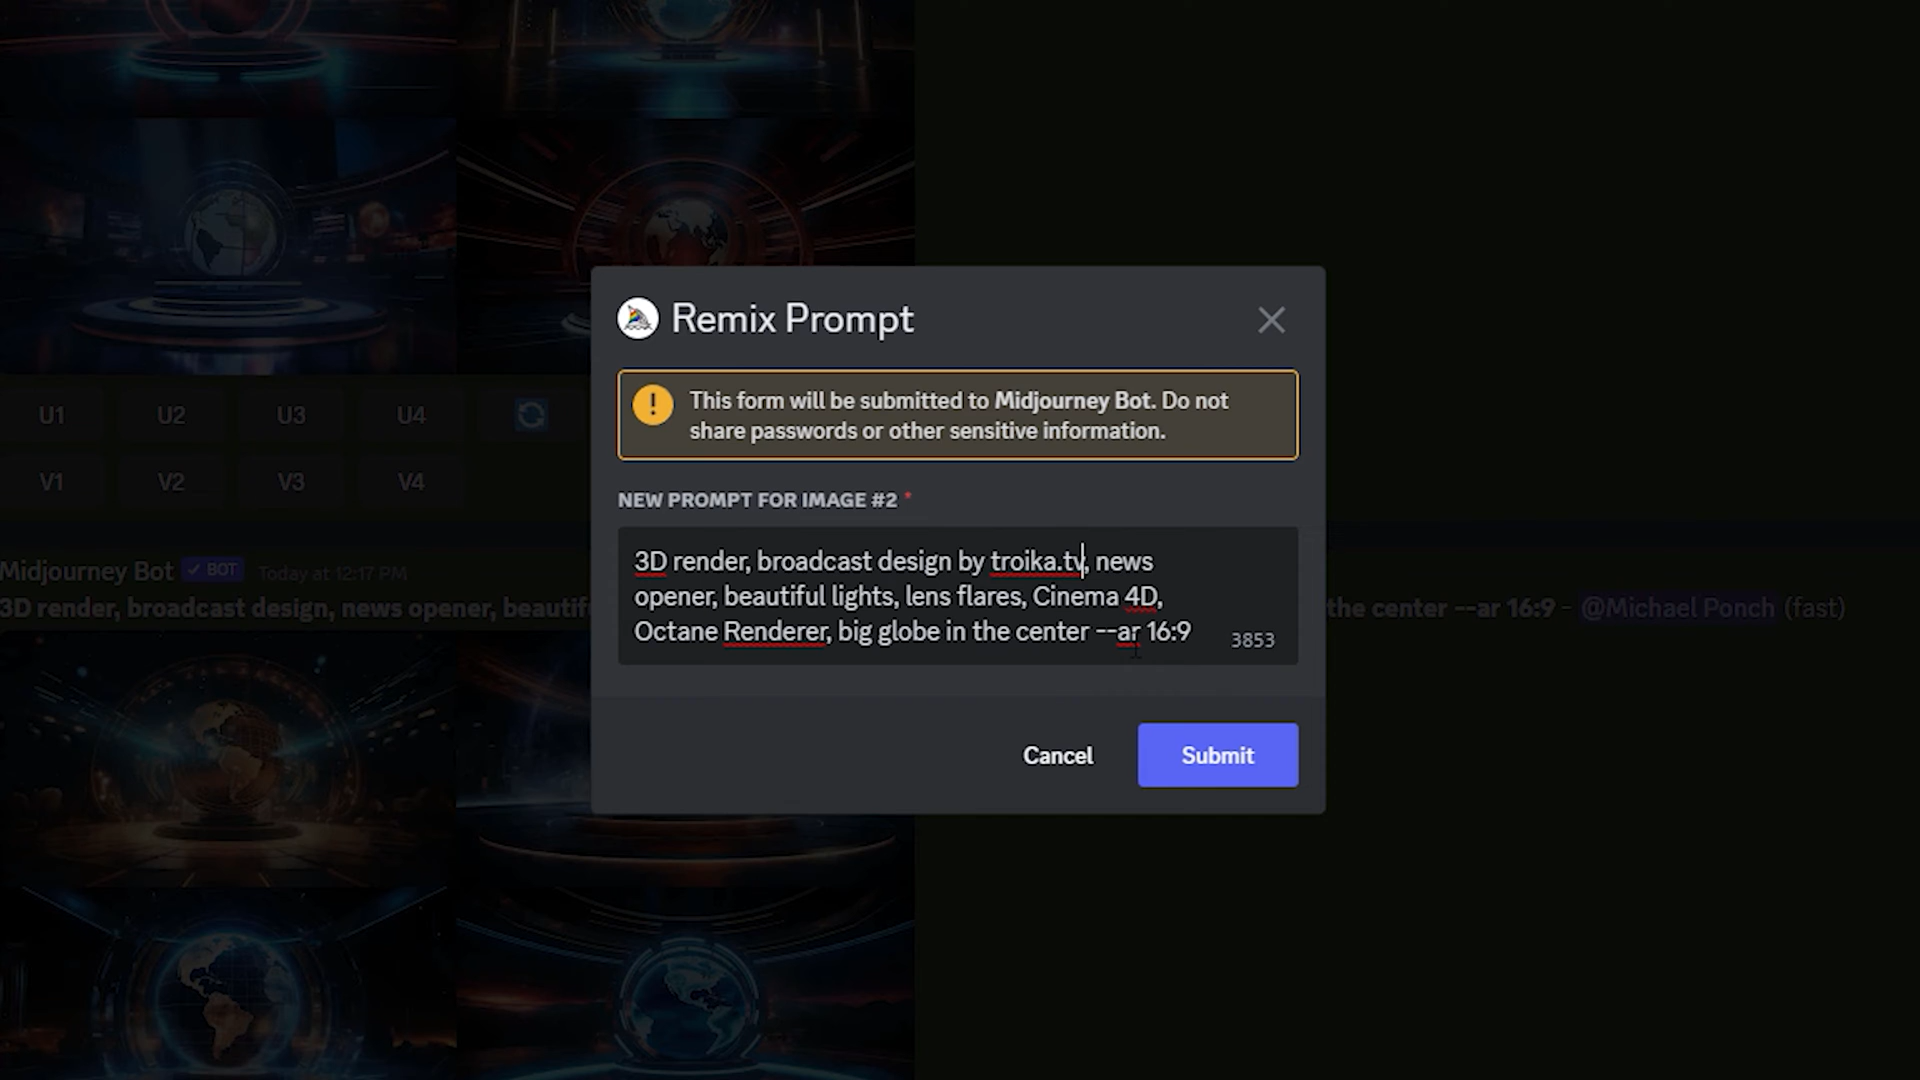 Remix Prompt
This form will be submitted to Midjourney Bot. Do not
share passwords or other sensitive information.
NEW PROMPT FOR IMAGE #2 *
3D render, broadcast design by troika.tv, news
opener, beautiful lights, lens flares, Cinema 4D,
Octane Renderer, big globe in the center --ar 16:9
3853
Cancel
Submit
U1
U2
U3
U4
V1
V2
V3
V4
Midjourney Bot ✓ BOT Today at 12:17 PM
3D render, broadcast design, news opener, beautif
the center --ar 16:9 - @Michael Ponch (fast)